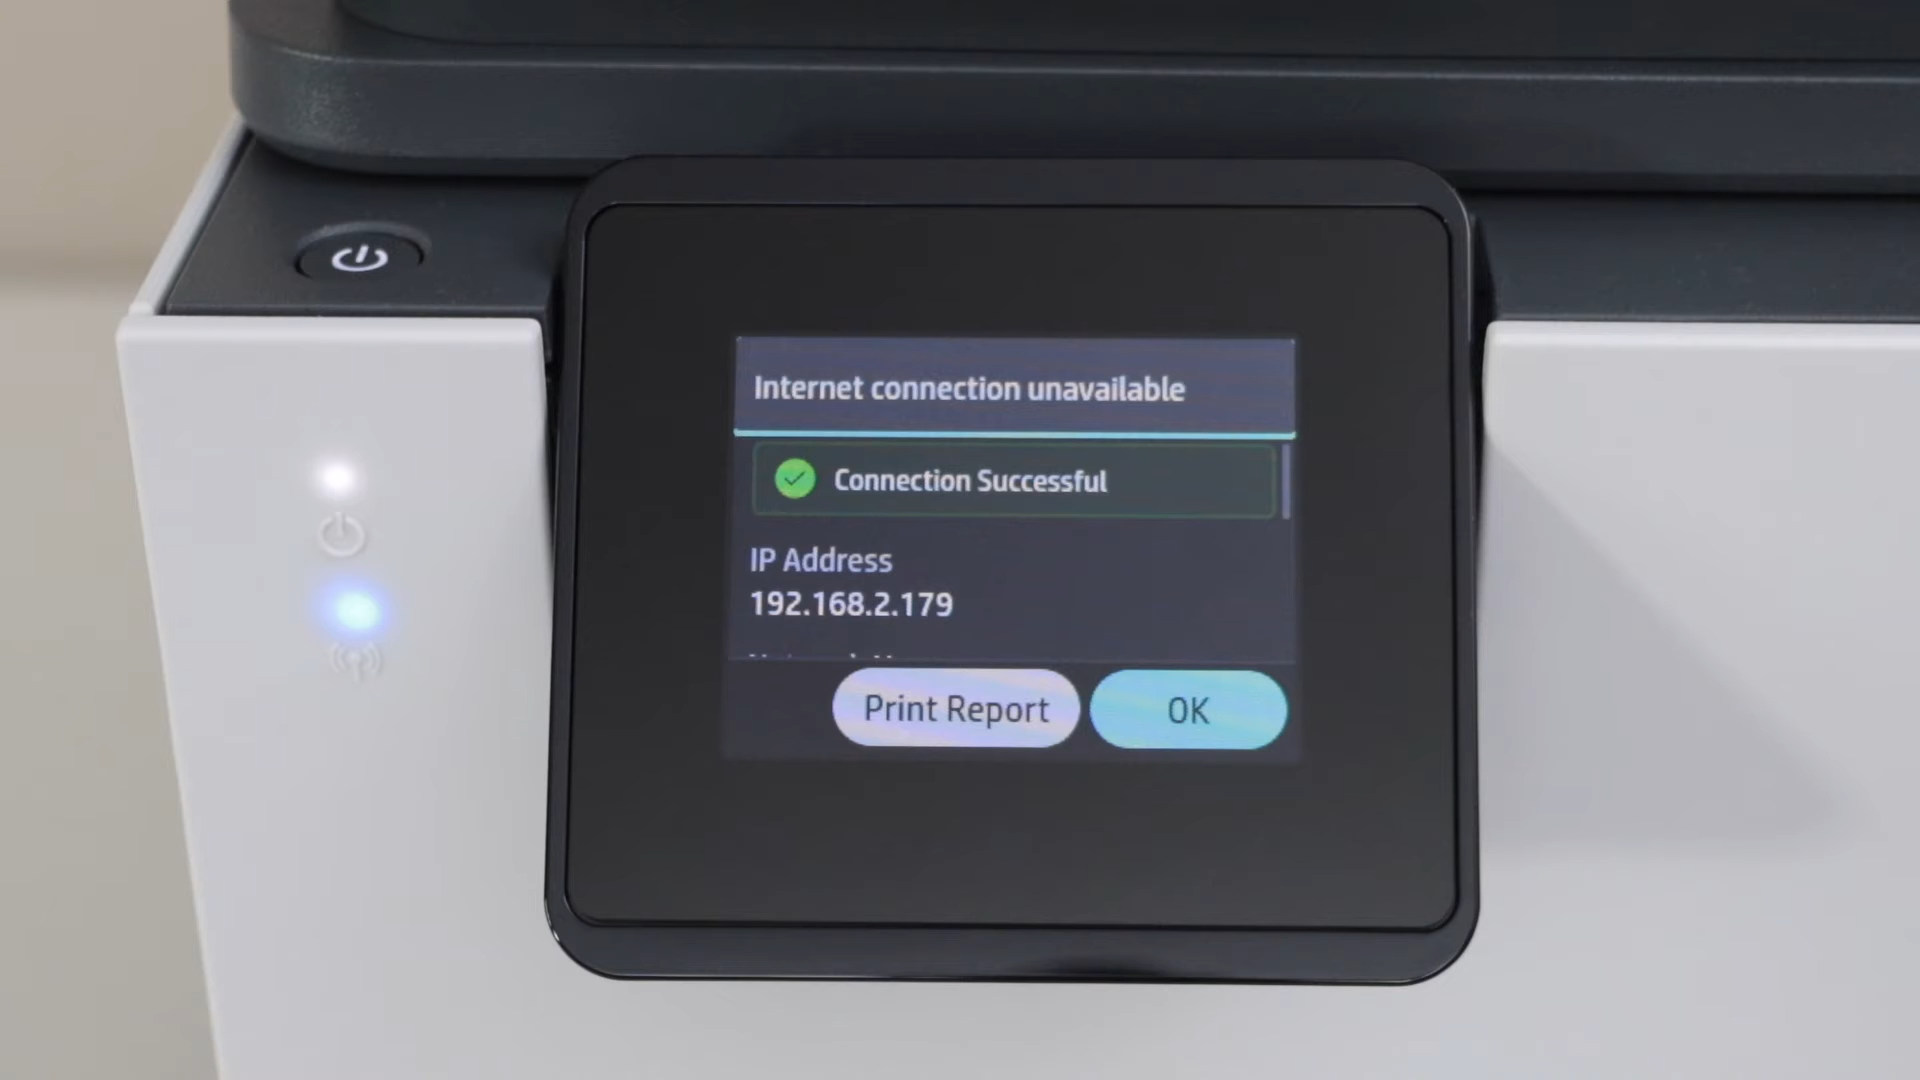 Internet connection unavailable
Connection Successful
IP Address
192.168.2.179
Print Report
OK